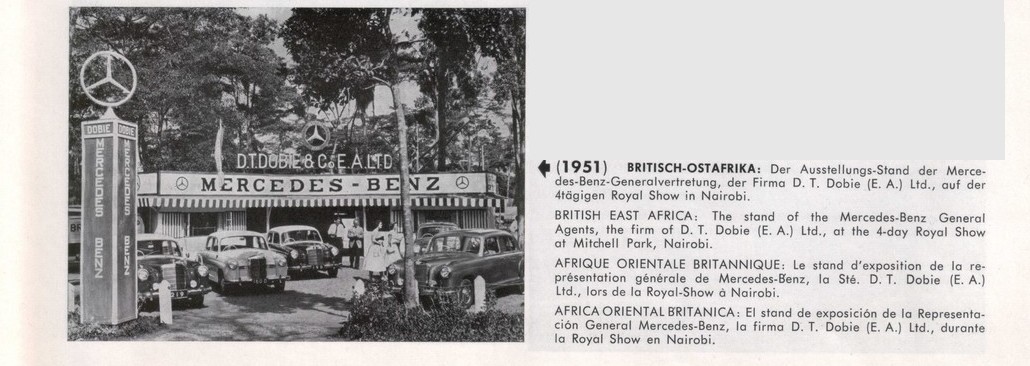 DOBIE
MERCEDES BENZ
DOBIE
MERCEDES BENZ
D.T.DOBIE & Co E.A. LTD
MERCEDES-BENZ
(1951) BRITISCH-OSTAFRIKA: Der Ausstellungs-Stand der Merce-
des-Benz-Generalvertretung, der Firma D. T. Dobie (E. A.) Ltd., auf der
4tägigen Royal Show in Nairobi.
BRITISH EAST AFRICA: The stand of the Mercedes-Benz General
Agents, the firm of D. T. Dobie (E. A.) Ltd., at the 4-day Royal Show
at Mitchell Park, Nairobi.
AFRIQUE ORIENTALE BRITANNIQUE: Le stand d'exposition de la re-
présentation générale de Mercedes-Benz, la Sté. D. T. Dobie (E. A.)
Ltd., lors de la Royal-Show à Nairobi.
AFRICA ORIENTAL BRITANICA: El stand de exposición de la Representa-
ción General Mercedes-Benz, la firma D. T. Dobie (E. A.) Ltd., durante
la Royal Show en Nairobi.